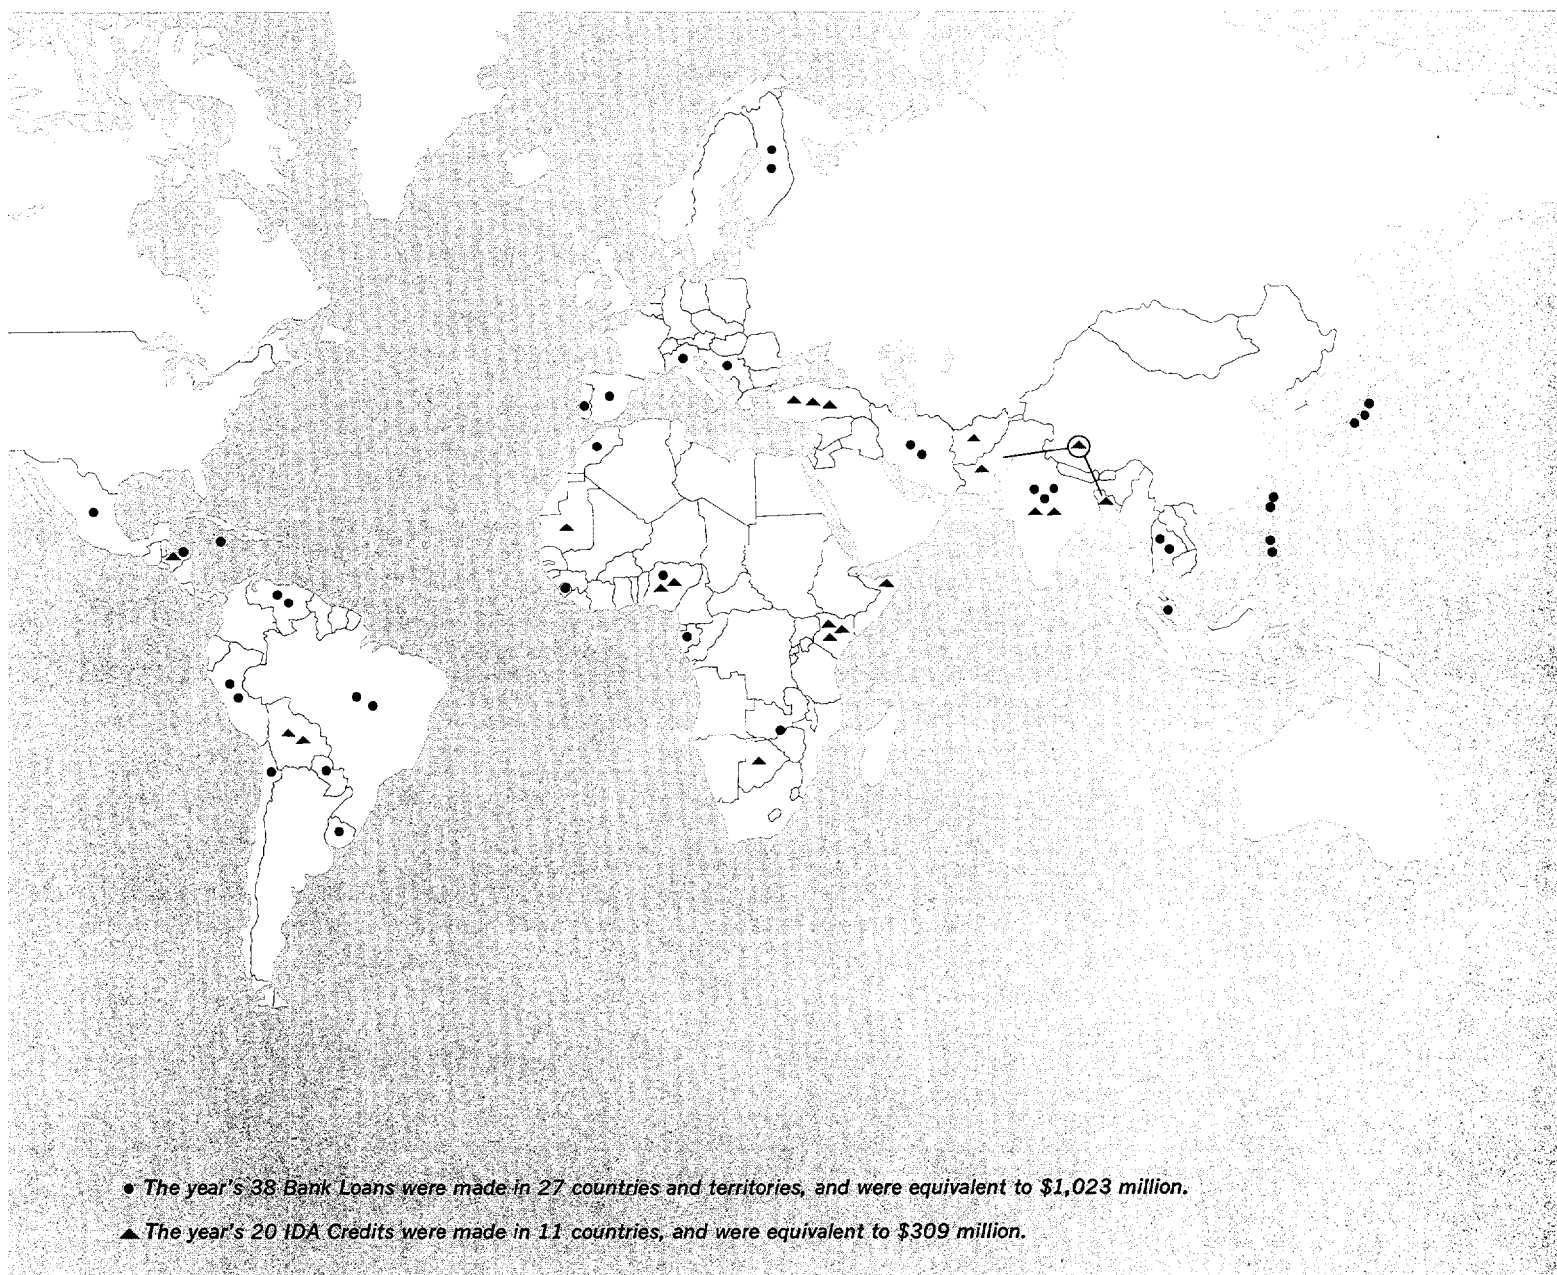 The year's 38 Bank Loans were made in 27 countries and territories, and were equivalent to $1,023 million.
The year's 20 IDA Credits were made in 11 countries, and were equivalent to $309 million.